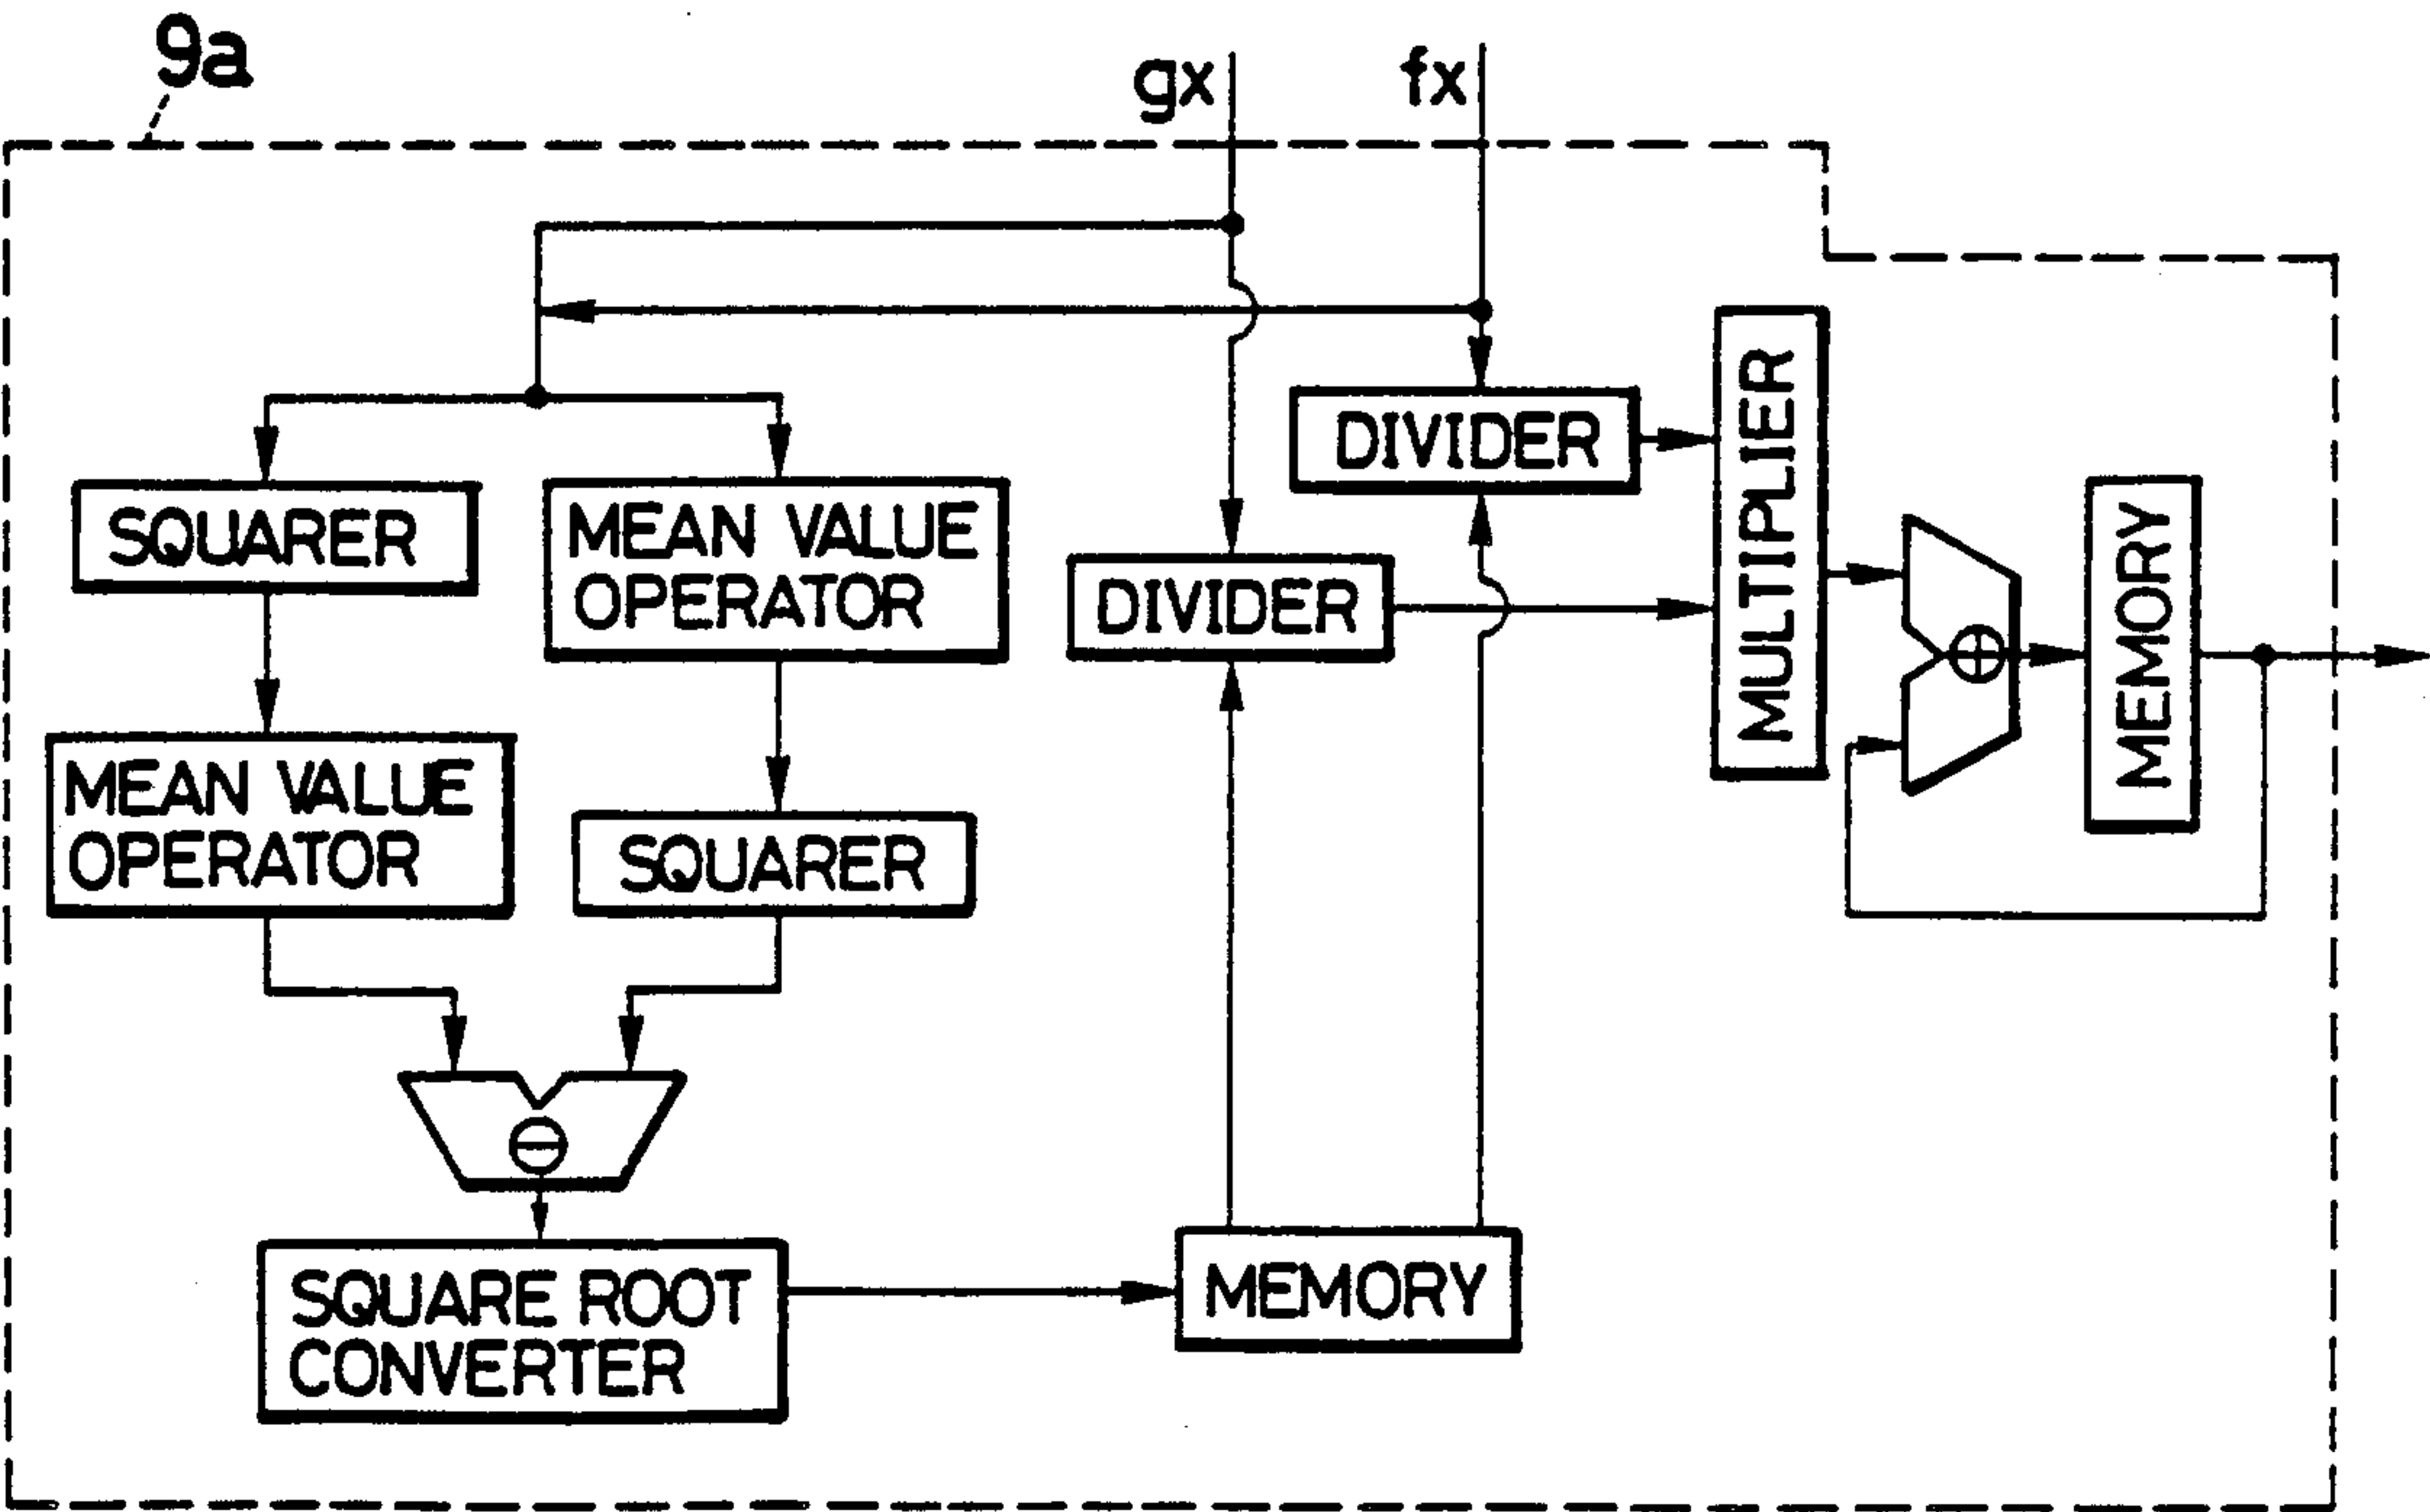 9a
gx
fx
DIVIDER
MULTIPLIER
SQUARER
MEAN VALUE
OPERATOR
DIVIDER
MEMORY
MEAN VALUE
OPERATOR
SQUARER
SQUARE ROOT
CONVERTER
MEMORY